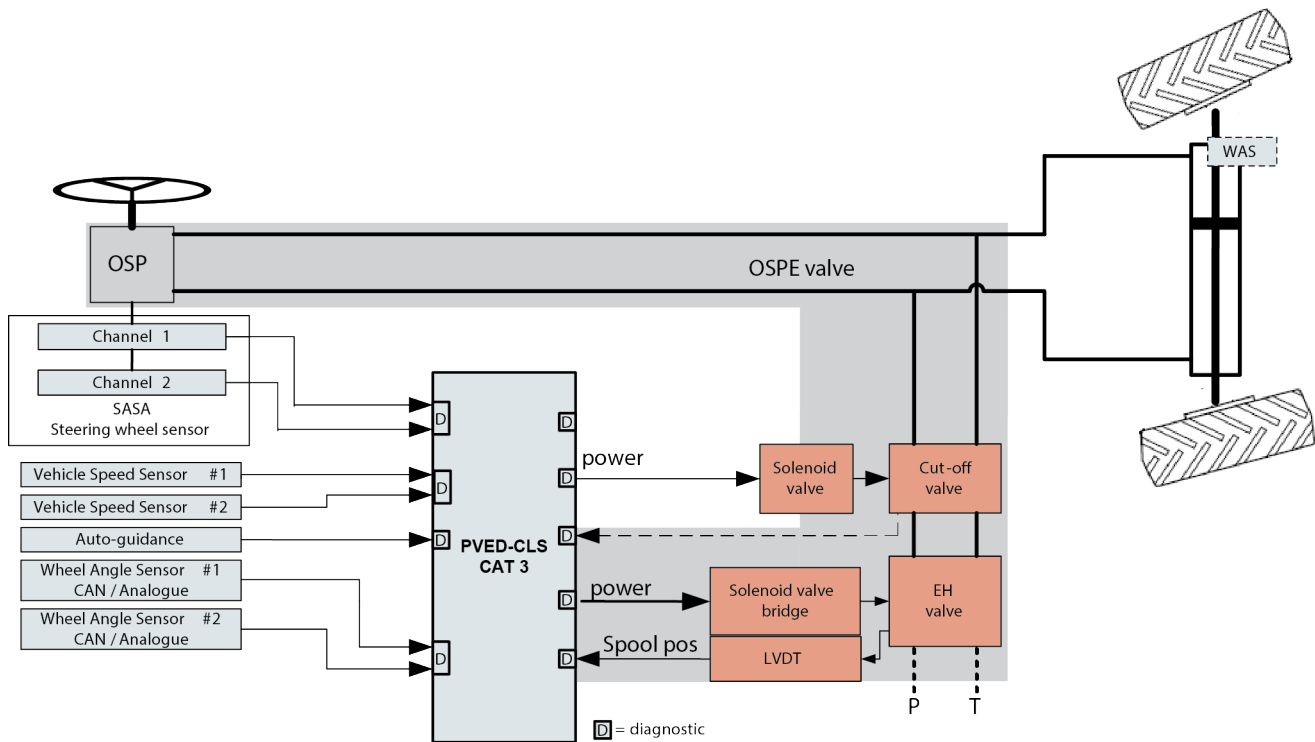 WAS
OSP
OSPE valve
Channel 1
Channel 2
SASA
Steering wheel sensor
Vehicle Speed Sensor #1
Vehicle Speed Sensor #2
Auto-guidance
Wheel Angle Sensor #1
CAN / Analogue
Wheel Angle Sensor #2
CAN / Analogue
D
D
D
D
PVED-CLS
CAT 3
D
D
D
D
D
power
Solenoid
valve
Cut-off
valve
power
Solenoid valve
bridge
EH
valve
Spool pos
LVDT
P
T
D = diagnostic